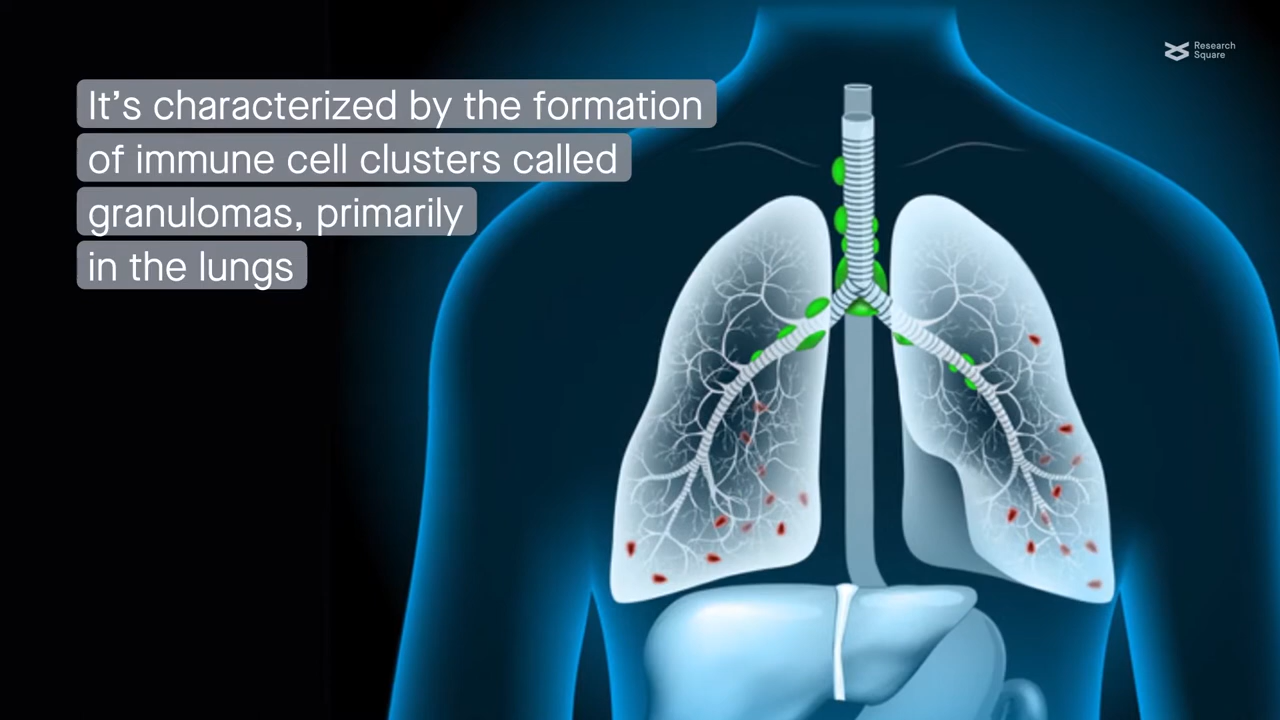 It’s characterized by the formation
of immune cell clusters called
granulomas, primarily
in the lungs
Research
Square